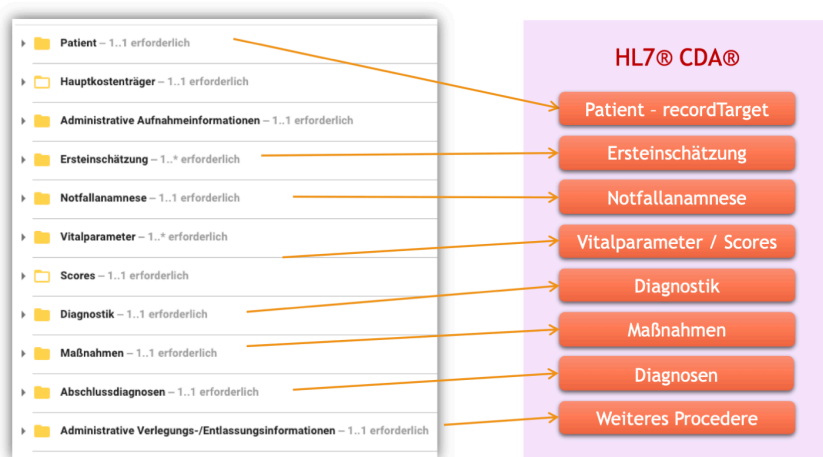 Patient – 1..1 erforderlich
Hauptkostenträger – 1..1 erforderlich
Administrative Aufnahmeinformationen – 1..1 erforderlich
Ersteinschätzung – 1..* erforderlich
Notfallanamnese – 1..1 erforderlich
Vitalparameter – 1..* erforderlich
Scores – 1..1 erforderlich
Diagnostik – 1..1 erforderlich
Maßnahmen – 1..1 erforderlich
Abschlussdiagnosen – 1..1 erforderlich
Administrative Verlegungs-/Entlassungsinformationen – 1..1 erforderlich
HL7® CDA®
Patient – recordTarget
Ersteinschätzung
Notfallanamnese
Vitalparameter / Scores
Diagnostik
Maßnahmen
Diagnosen
Weiteres Procedere